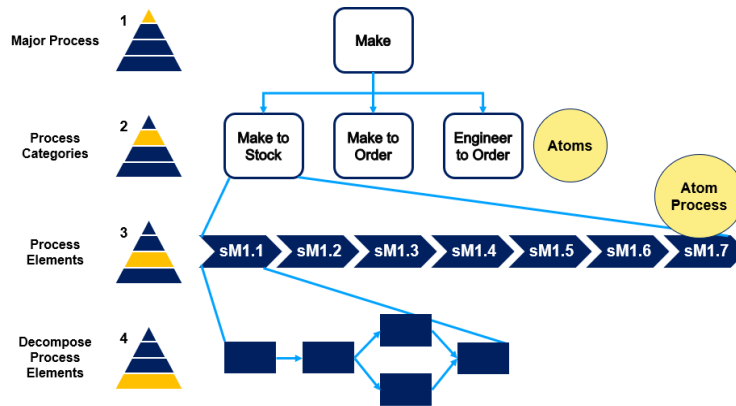 Major Process
1
Make
Process
Categories
2
Make to
Stock
Make to
Order
Engineer
to Order
Atoms
Atom
Process
Process
Elements
3
sM1.1
sM1.2
sM1.3
sM1.4
sM1.5
sM1.6
sM1.7
Decompose
Process
Elements
4